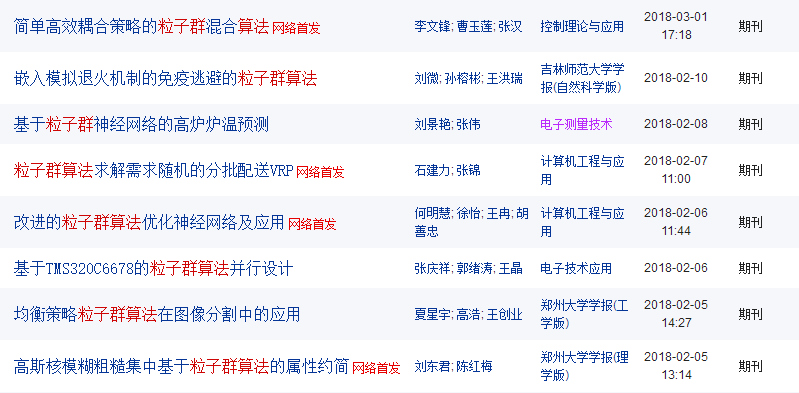 简单高效耦合策略的粒子群混合算法 网络首发 李文锋; 曹玉莲; 张汉 控制理论与应用 2018-03-01 17:18 期刊
嵌入模拟退火机制的免疫逃避的粒子群算法 刘微; 孙榕彬; 王洪瑞 吉林师范大学学报(自然科学版) 2018-02-10 期刊
基于粒子群神经网络的高炉炉温预测 刘景艳; 张伟 电子测量技术 2018-02-08 期刊
粒子群算法求解需求随机的分批配送VRP 网络首发 石建力; 张锦 计算机工程与应用 2018-02-07 11:00 期刊
改进的粒子群算法优化神经网络及应用 网络首发 何明慧; 徐怡; 王冉; 胡善忠 计算机工程与应用 2018-02-06 11:44 期刊
基于TMS320C6678的粒子群算法并行设计 张庆祥; 郭绪涛; 王晶 电子技术应用 2018-02-06 期刊
均衡策略粒子群算法在图像分割中的应用 夏星宇; 高浩; 王创业 郑州大学学报(工学版) 2018-02-05 14:27 期刊
高斯核模糊粗糙集中基于粒子群算法的属性约简 网络首发 刘东君; 陈红梅 郑州大学学报(理学版) 2018-02-05 13:14 期刊